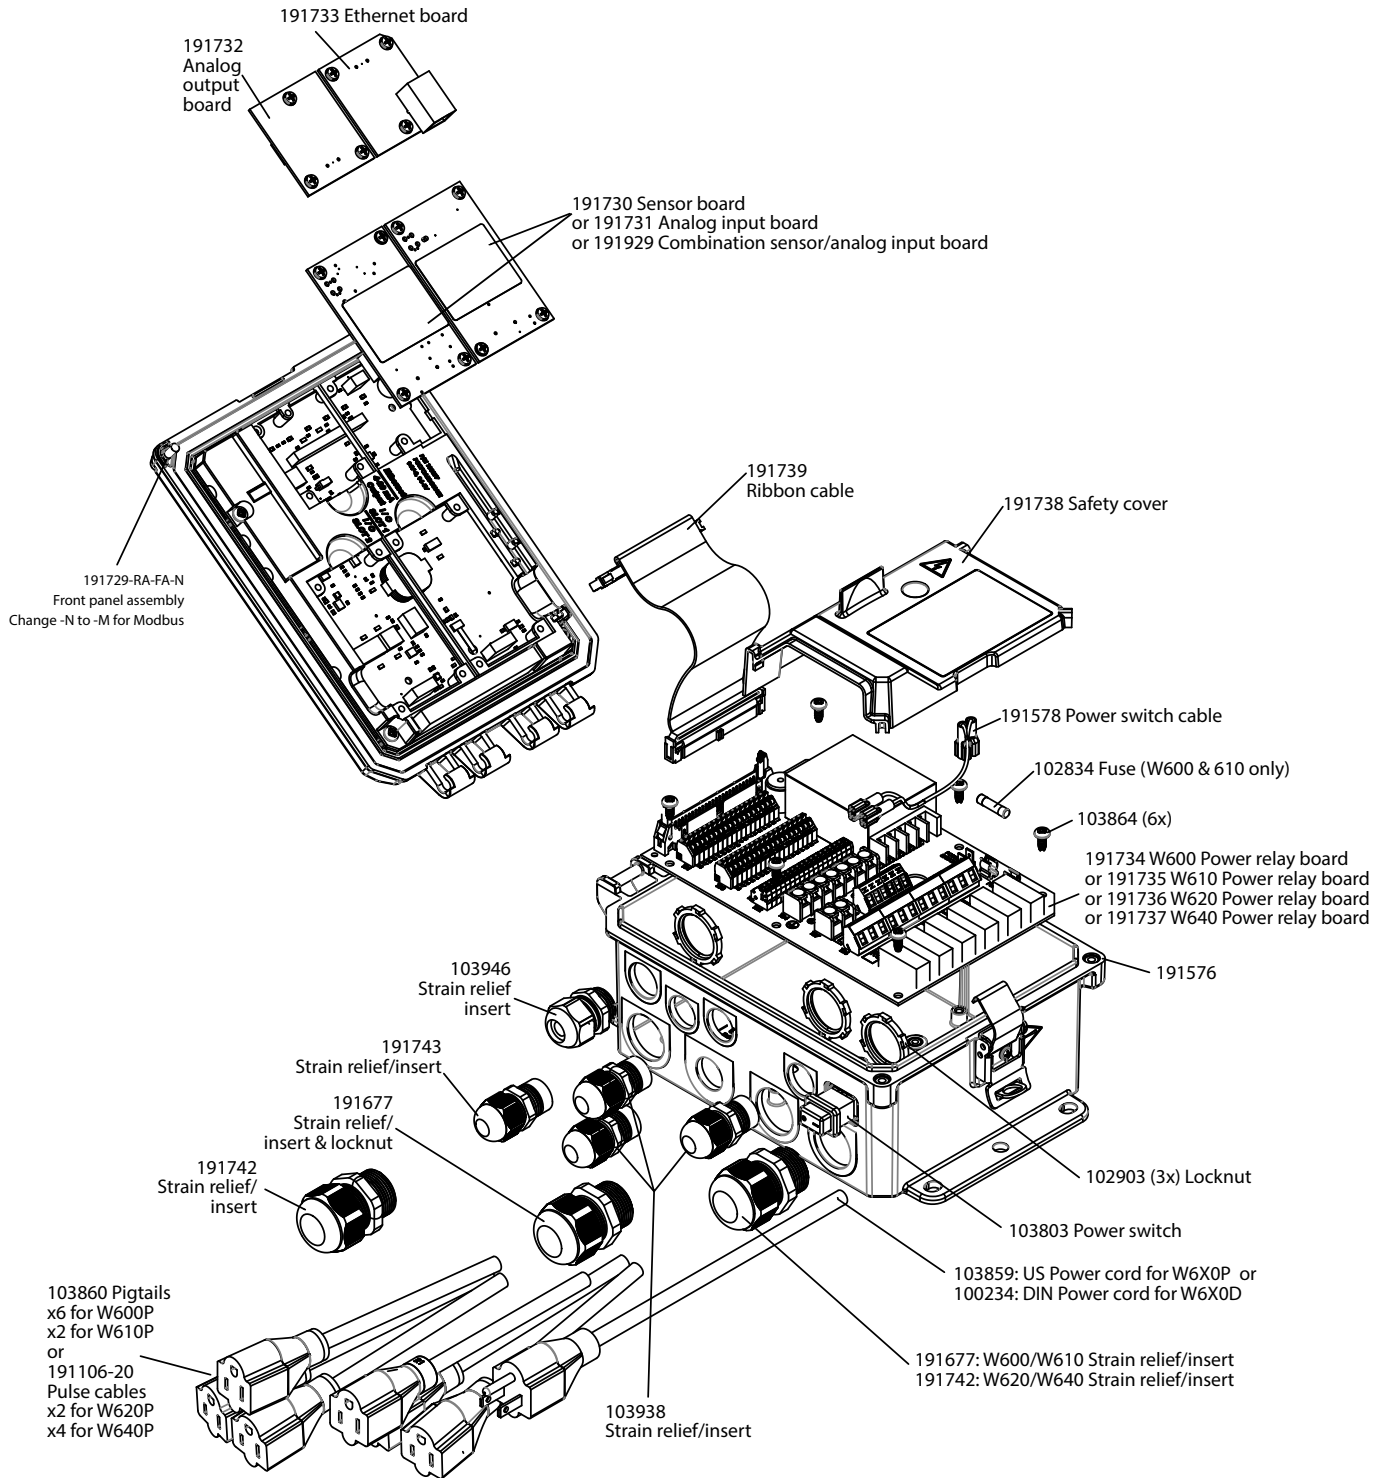 191733 Ethernet board
191732
Analog
output
board
191730 Sensor board
or 191731 Analog input board
or 191929 Combination sensor/analog input board
191739
Ribbon cable
191738 Safety cover
191729-RA-FA-N
Front panel assembly
Change -N to -M for Modbus
191578 Power switch cable
102834 Fuse (W600 & 610 only)
103864 (6x)
191734 W600 Power relay board
or 191735 W610 Power relay board
or 191736 W620 Power relay board
or 191737 W640 Power relay board
191576
103946
Strain relief
insert
191743
Strain relief/insert
191677
Strain relief/
insert & locknut
191742
Strain relief/
insert
102903 (3x) Locknut
103803 Power switch
103859: US Power cord for W6X0P or
100234: DIN Power cord for W6X0D
103860 Pigtails
x6 for W600P
x2 for W610P
or
191106-20
Pulse cables
x2 for W620P
x4 for W640P
191677: W600/W610 Strain relief/insert
191742: W620/W640 Strain relief/insert
103938
Strain relief/insert